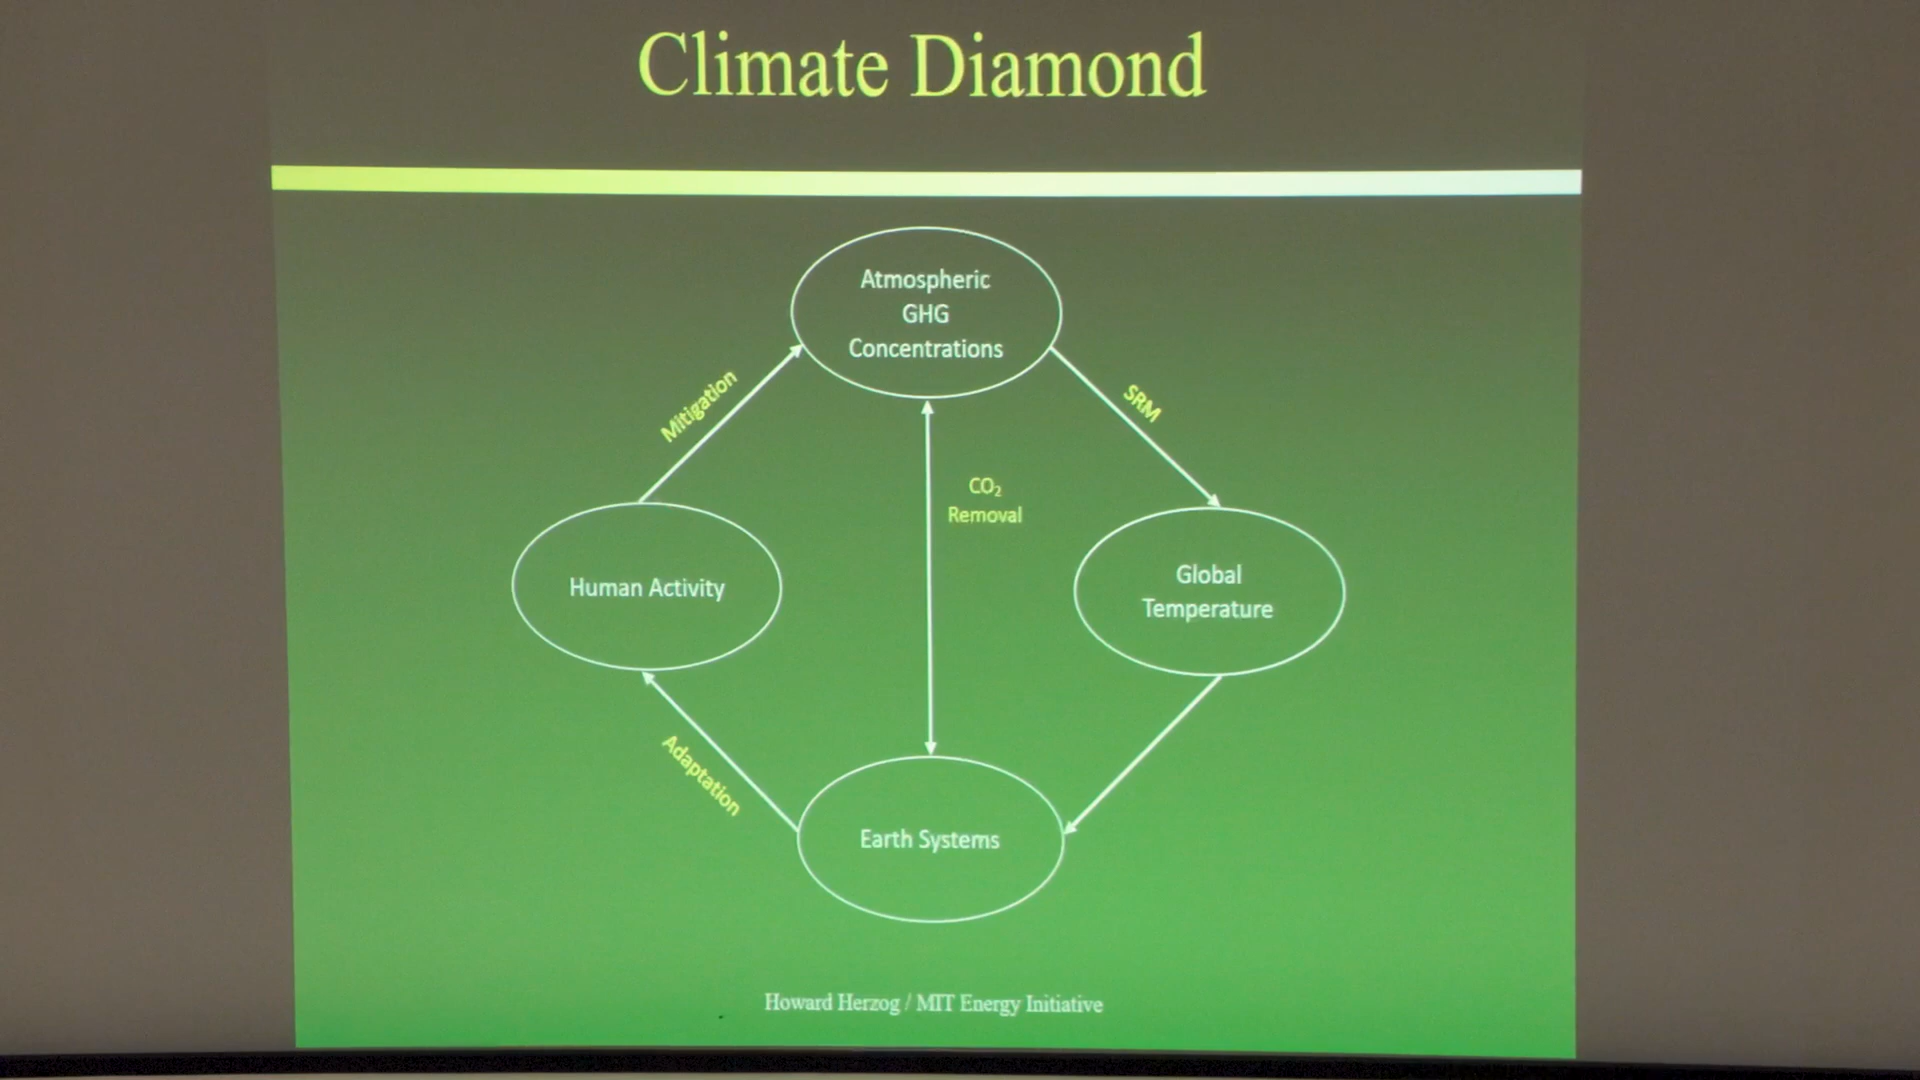 Climate Diamond
Atmospheric
GHG
Concentrations
Mitigation
SRM
CO₂
Removal
Human Activity
Global
Temperature
Adaptation
Earth Systems
Howard Herzog / MIT Energy Initiative